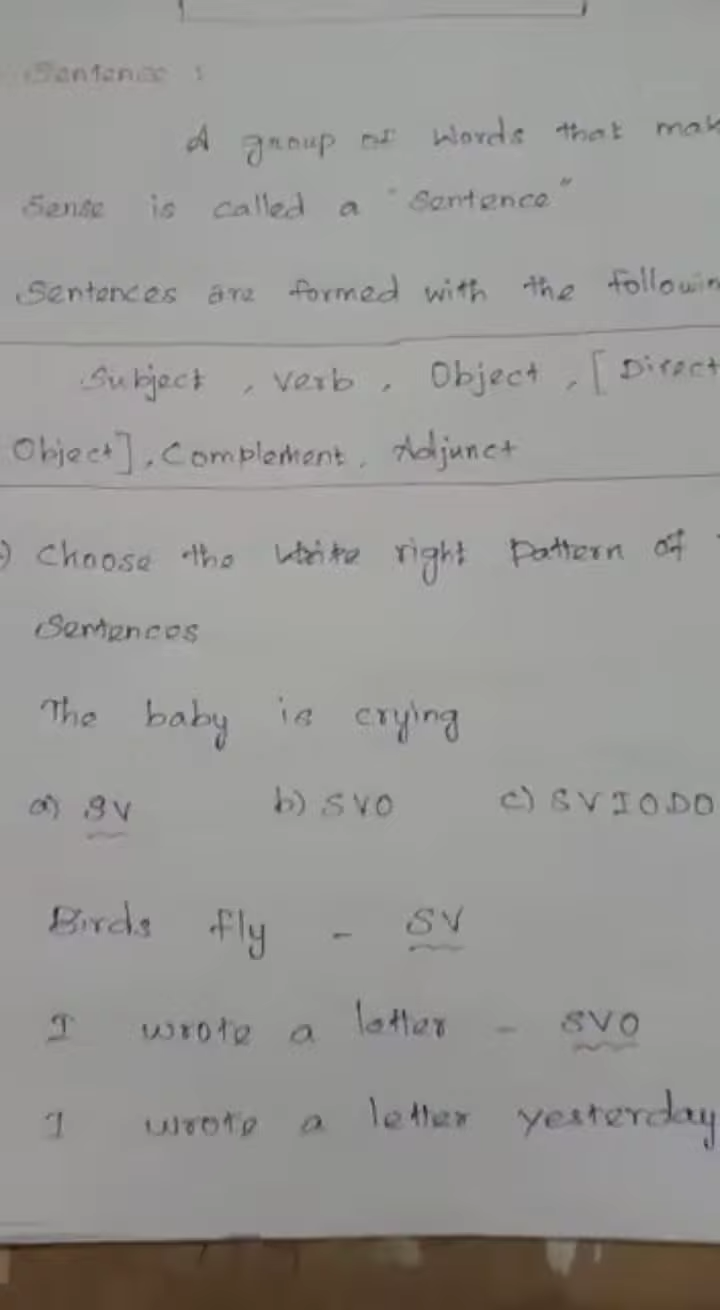 Sentence :
A group of words that mak
Sense is called a "Sentence"
Sentences are formed with the followin
Subject, Verb, Object, [Direct
Object], Complement, Adjunct
) Choose the write right pattern of
Sentences
The baby is crying
a) SV b) SVO c) SVIODO
Birds fly - SV
I wrote a letter - SVO
I wrote a letter yesterday